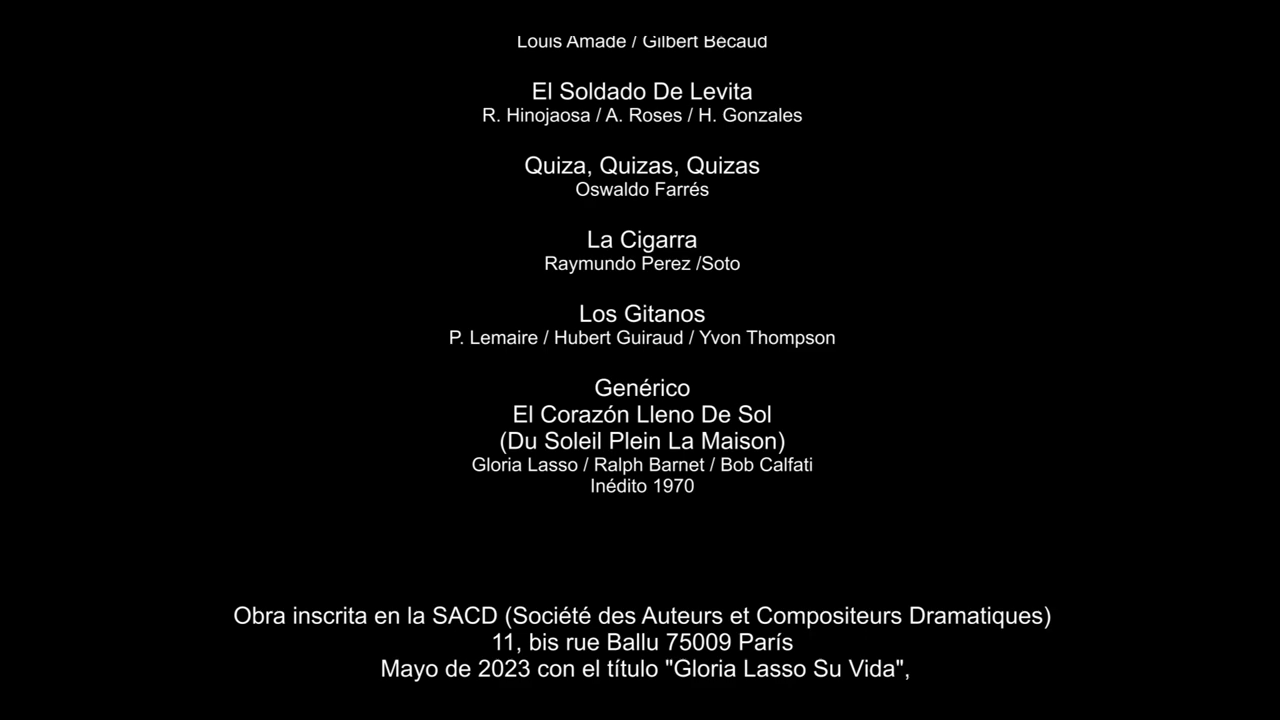 Louis Amade / Gilbert Bécaud
El Soldado De Levita
R. Hinojaosa / A. Roses / H. Gonzales
Quiza, Quizas, Quizas
Oswaldo Farrés
La Cigarra
Raymundo Perez /Soto
Los Gitanos
P. Lemaire / Hubert Guiraud / Yvon Thompson
Genérico
El Corazón Lleno De Sol
(Du Soleil Plein La Maison)
Gloria Lasso / Ralph Barnet / Bob Calfati
Inédito 1970
Obra inscrita en la SACD (Société des Auteurs et Compositeurs Dramatiques)
11, bis rue Ballu 75009 París
Mayo de 2023 con el título "Gloria Lasso Su Vida",